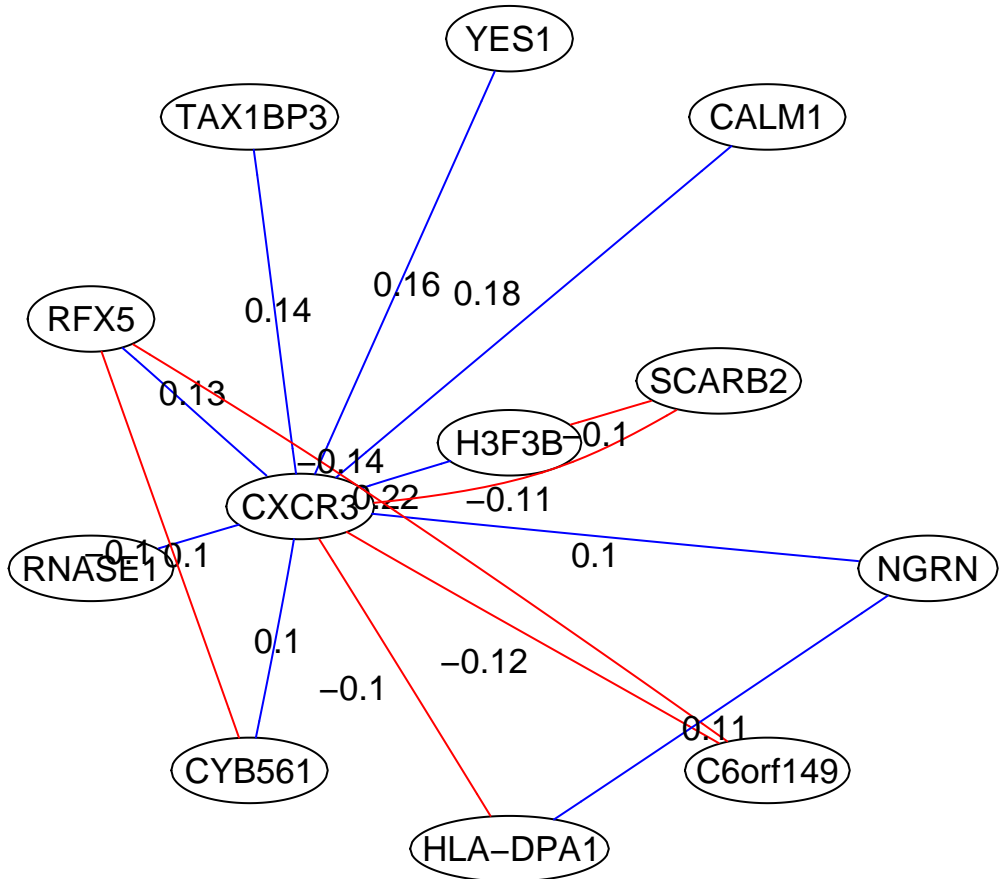 YES1
TAX1BP3
CALM1
0.16
0.18
0.14
RFX5
SCARB2
0.13
H3F3B
−0.1
−0.14
0.22
−0.11
CXCR3
0.1
RNASE1
−0.1
0.1
NGRN
0.1
−0.12
−0.1
0.11
CYB561
C6orf149
HLA−DPA1